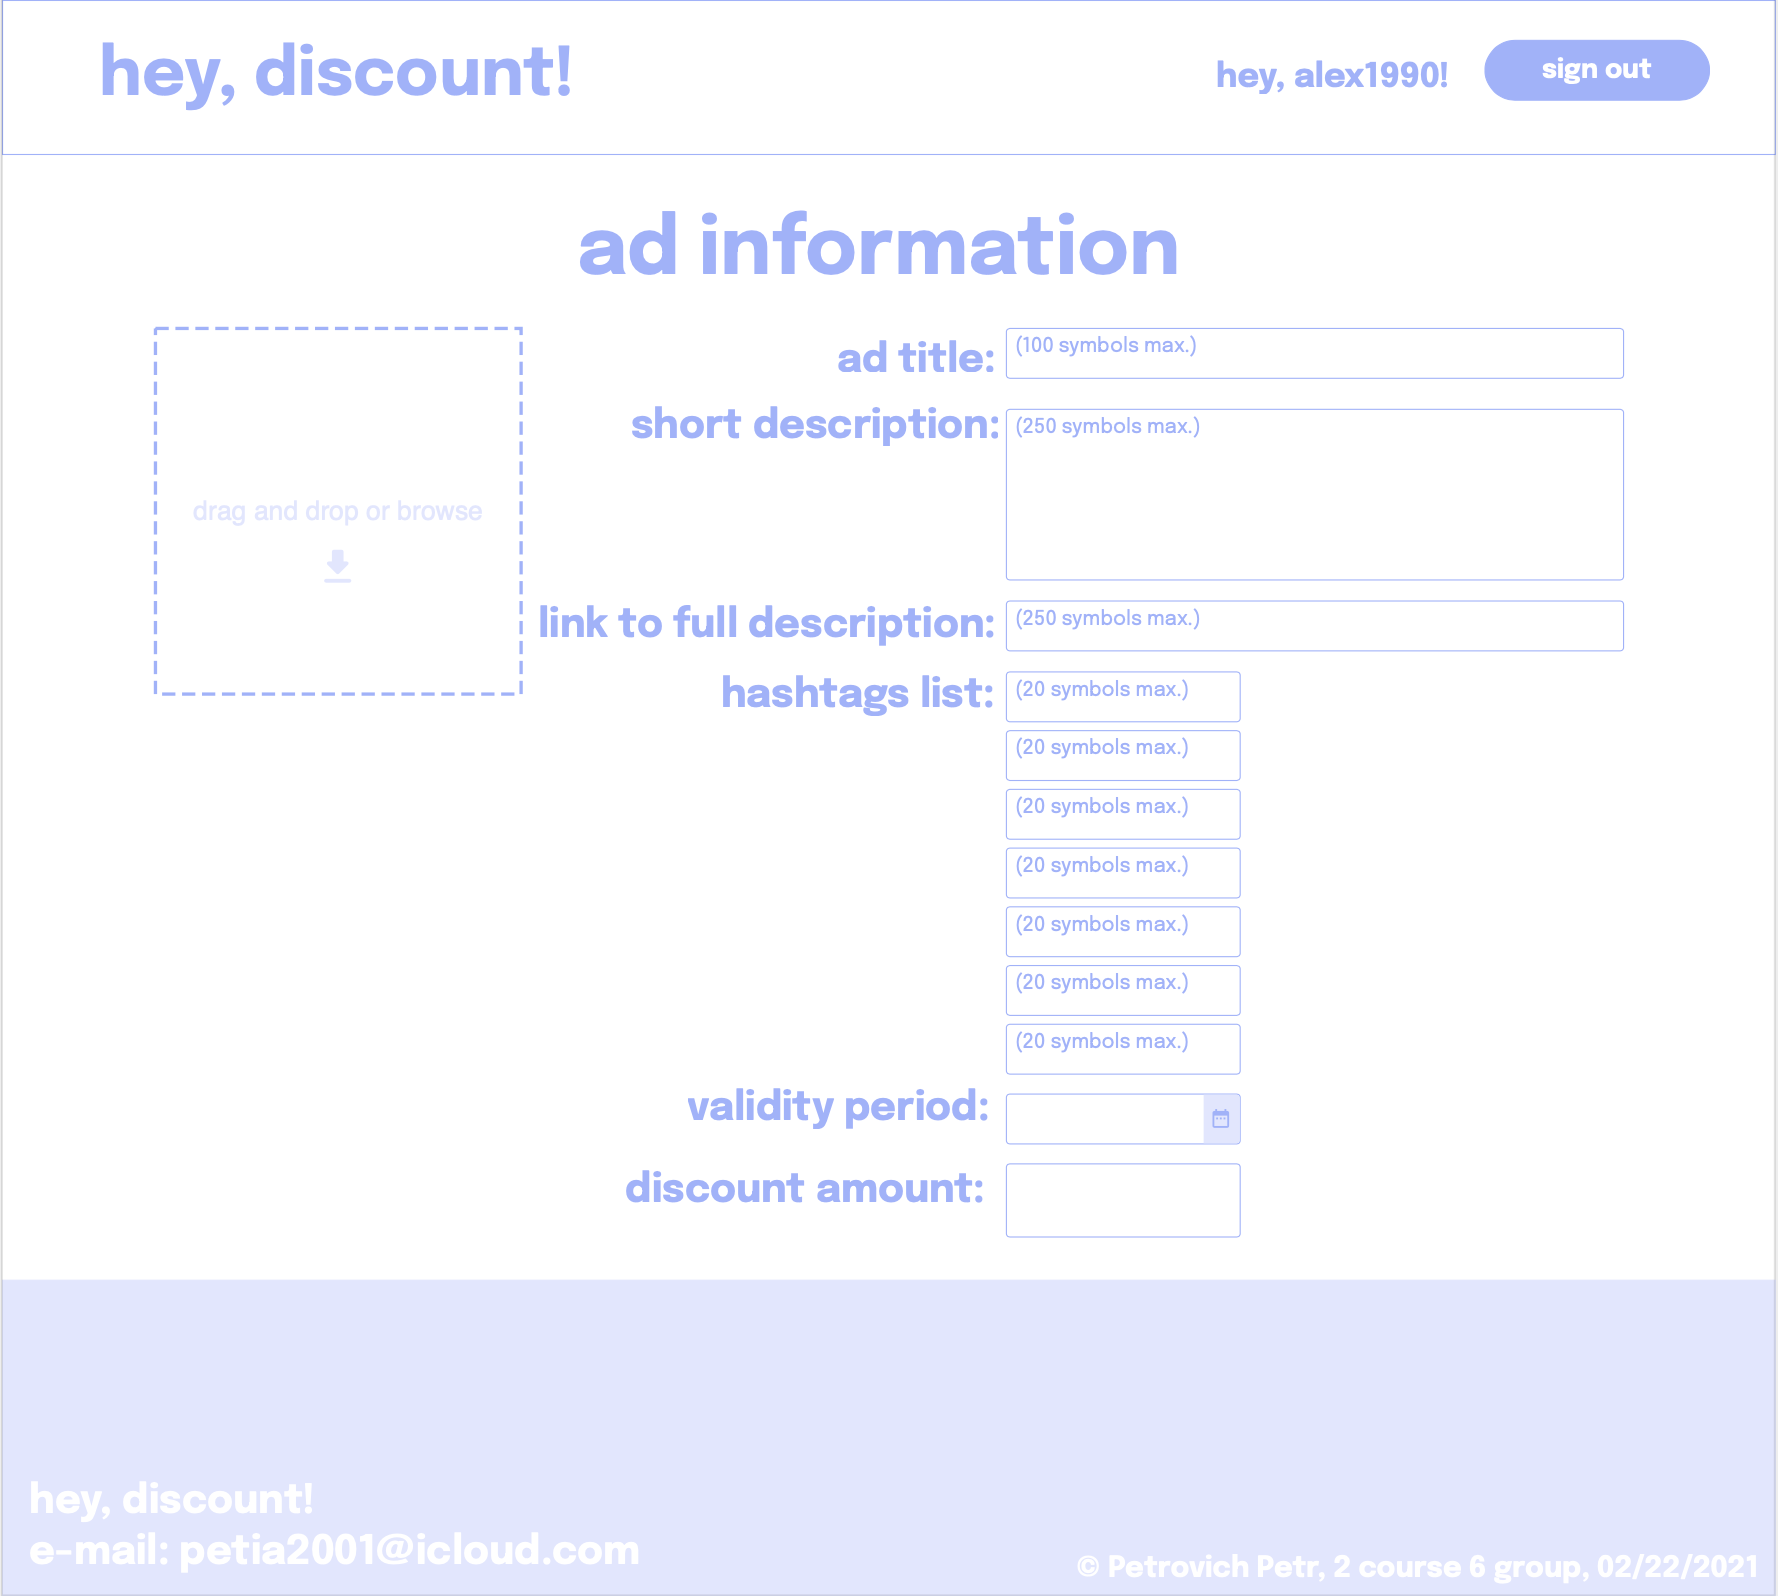 hey, discount!
hey, alex1990!
sign out
ad information
drag and drop or browse
ad title:
(100 symbols max.)
short description:
(250 symbols max.)
link to full description:
(250 symbols max.)
hashtags list:
(20 symbols max.)
(20 symbols max.)
(20 symbols max.)
(20 symbols max.)
(20 symbols max.)
(20 symbols max.)
(20 symbols max.)
validity period:
discount amount:
hey, discount!
e-mail: petia2001@icloud.com
© Petrovich Petr, 2 course 6 group, 02/22/2021